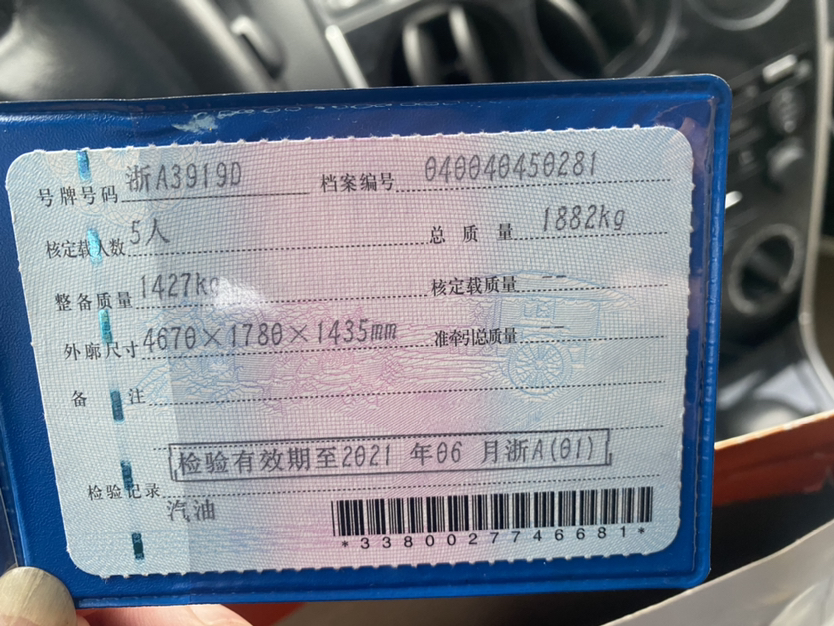 号牌号码 浙A3919D 档案编号 040040450281
核定载人数 5人 总质量 1882kg
整备质量 1427kg 核定载质量 --
外廓尺寸 4670×1780×1435mm 准牵引总质量 --
备注
检验有效期至2021 年06 月浙A(01)
检验记录
汽油
*3380027746681*